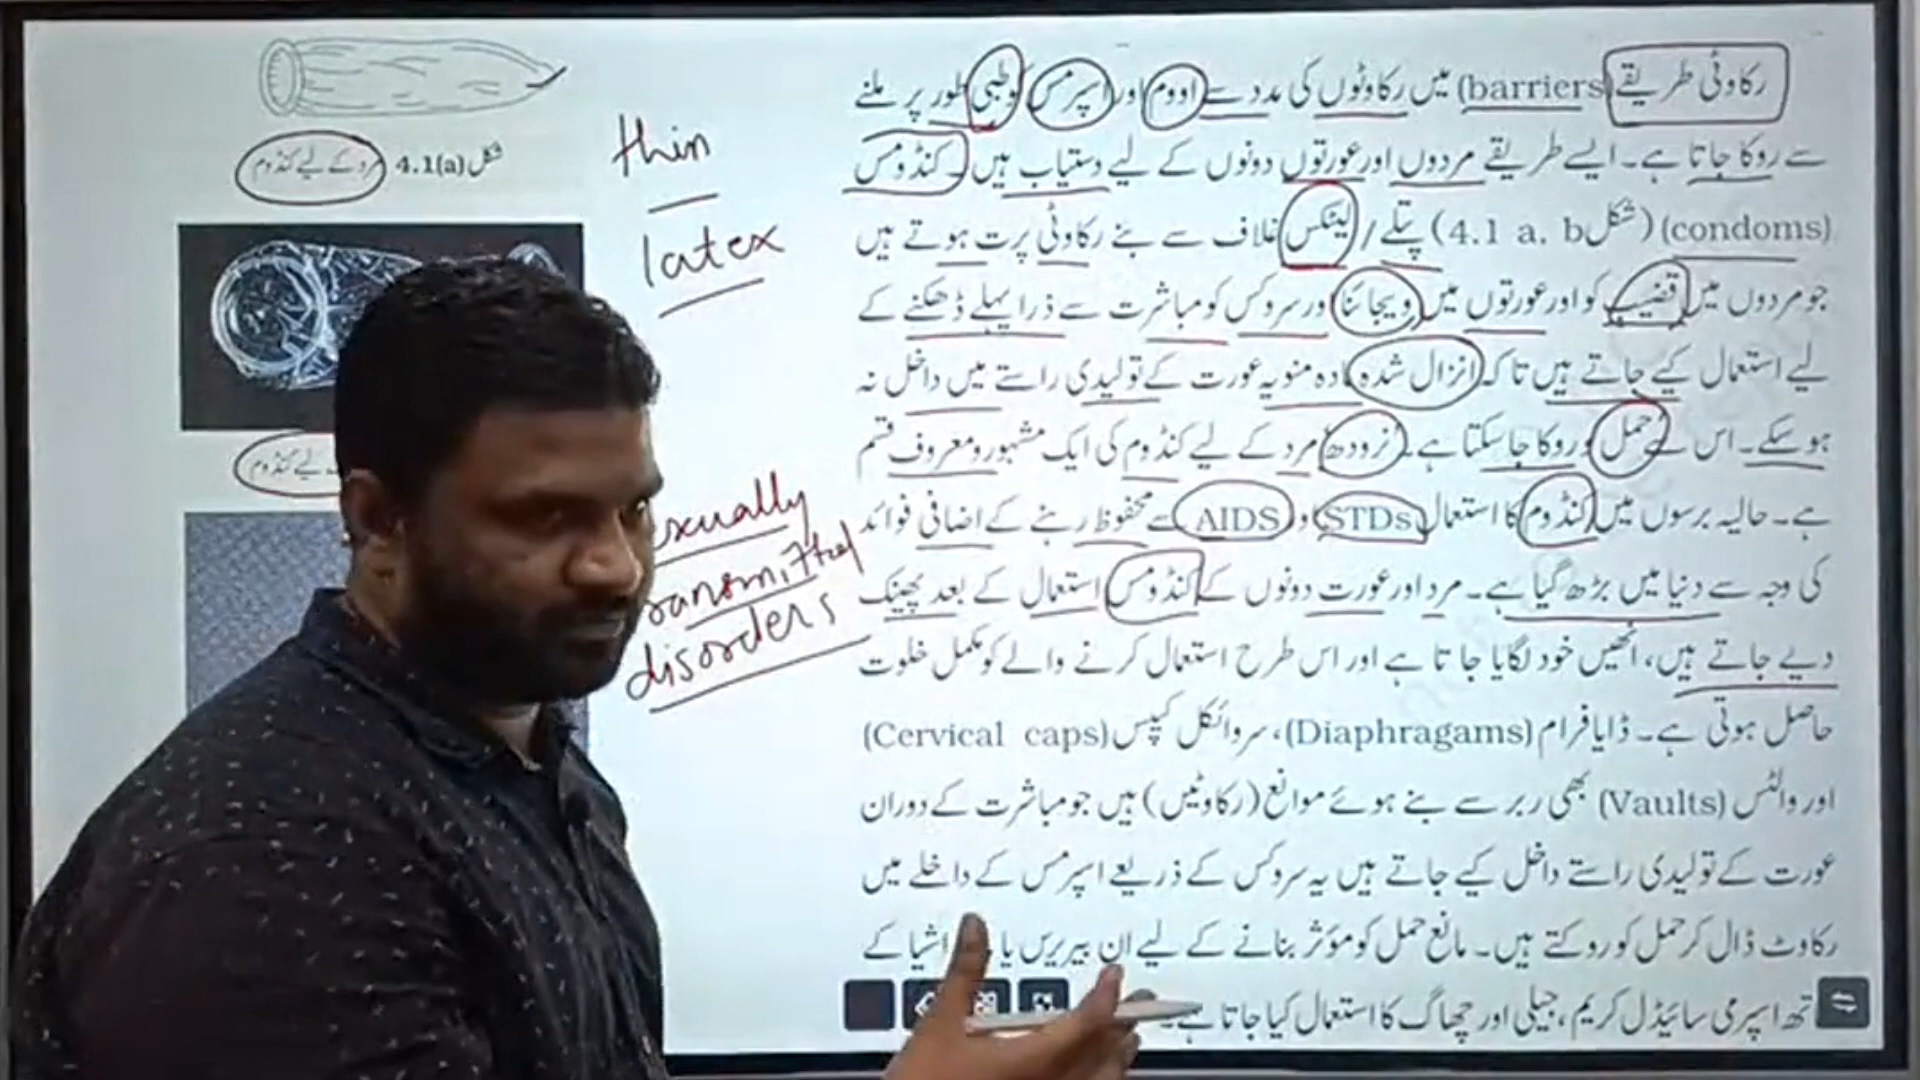 رکاوٹی طریقے (barriers) میں رکاوٹوں کی مدد سے اووم اور اسپرمس کو طبی طور پر ملنے
سے روکا جاتا ہے۔ ایسے طریقے مردوں اور عورتوں دونوں کے لیے دستیاب ہیں۔ کنڈومس
(condoms) (شکل 4.1 a, b) پتلے / لیٹکس غلاف سے بنے رکاوٹی پرت ہوتے ہیں
جو مردوں میں قضیب کو اور عورتوں میں ویجائنا اور سروکس کو مباشرت سے ذرا پہلے ڈھکنے کے
لیے استعمال کیے جاتے ہیں تاکہ انزال شدہ مادہ منویہ عورت کے تولیدی راستے میں داخل نہ
ہو سکے۔ اس سے حمل روکا جا سکتا ہے۔ 'نرودھ' مرد کے لیے کنڈوم کی ایک مشہور و معروف قسم
ہے۔ حالیہ برسوں میں کنڈوم کا استعمال STDs و AIDS سے محفوظ رہنے کے اضافی فوائد
کی وجہ سے دنیا میں بڑھ گیا ہے۔ مرد اور عورت دونوں کے کنڈومس استعمال کے بعد پھینک
دیے جاتے ہیں، انھیں خود لگایا جاتا ہے اور اس طرح استعمال کرنے والے کو مکمل خلوت
حاصل ہوتی ہے۔ ڈایافرام (Diaphragams)، سروائکل کیپس (Cervical caps)
اور والٹس (Vaults) بھی ربر سے بنے ہوئے موانع (رکاوٹیں) ہیں جو مباشرت کے دوران
عورت کے تولیدی راستے داخل کیے جاتے ہیں یہ سروکس کے ذریعے اسپرمس کے داخلے میں
رکاوٹ ڈال کر حمل کو روکتے ہیں۔ مانع حمل کو مؤثر بنانے کے لیے ان بیریرس یا اشیا کے
تھ اسپرمی سائیڈل کریم، جیلی اور جھاگ کا استعمال کیا جاتا ہے۔
شکل 4.1(a) مرد کے لیے کنڈوم
لیے کنڈوم
thin
latex
xually
ransmitted
disorders